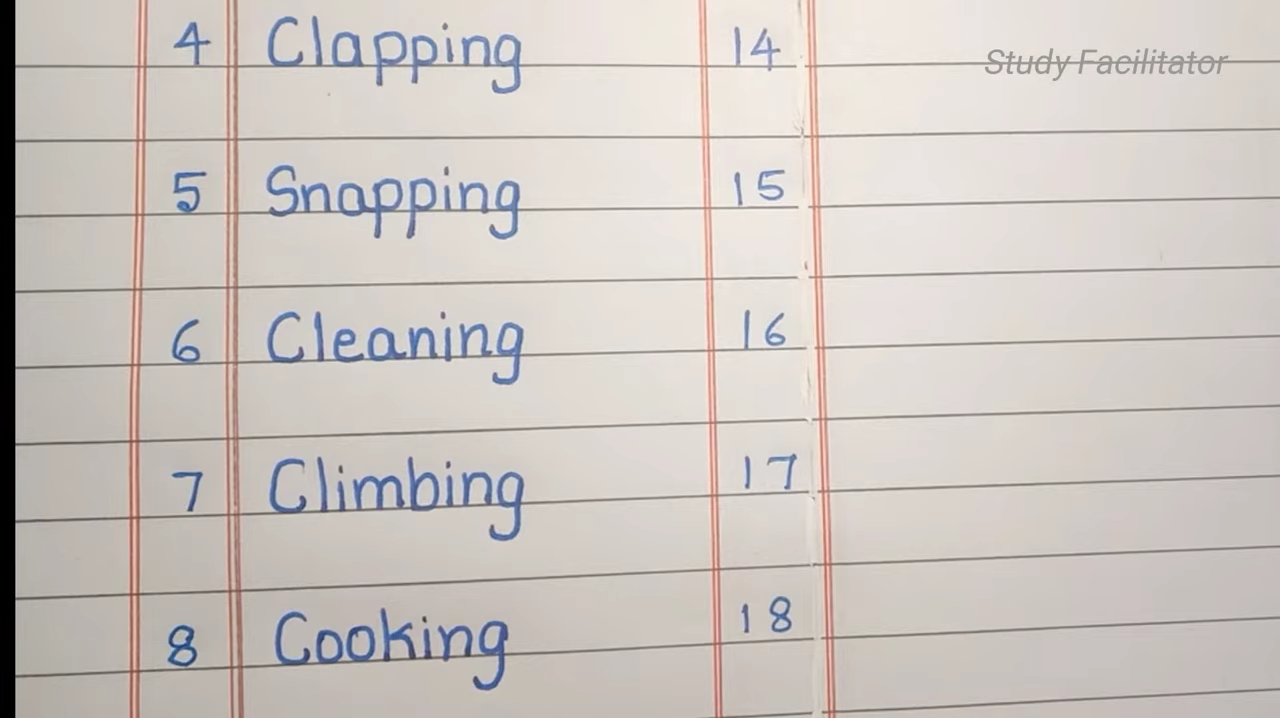 4 Clapping 14
Study Facilitator
5 Snapping 15
6 Cleaning 16
7 Climbing 17
8 Cooking 18